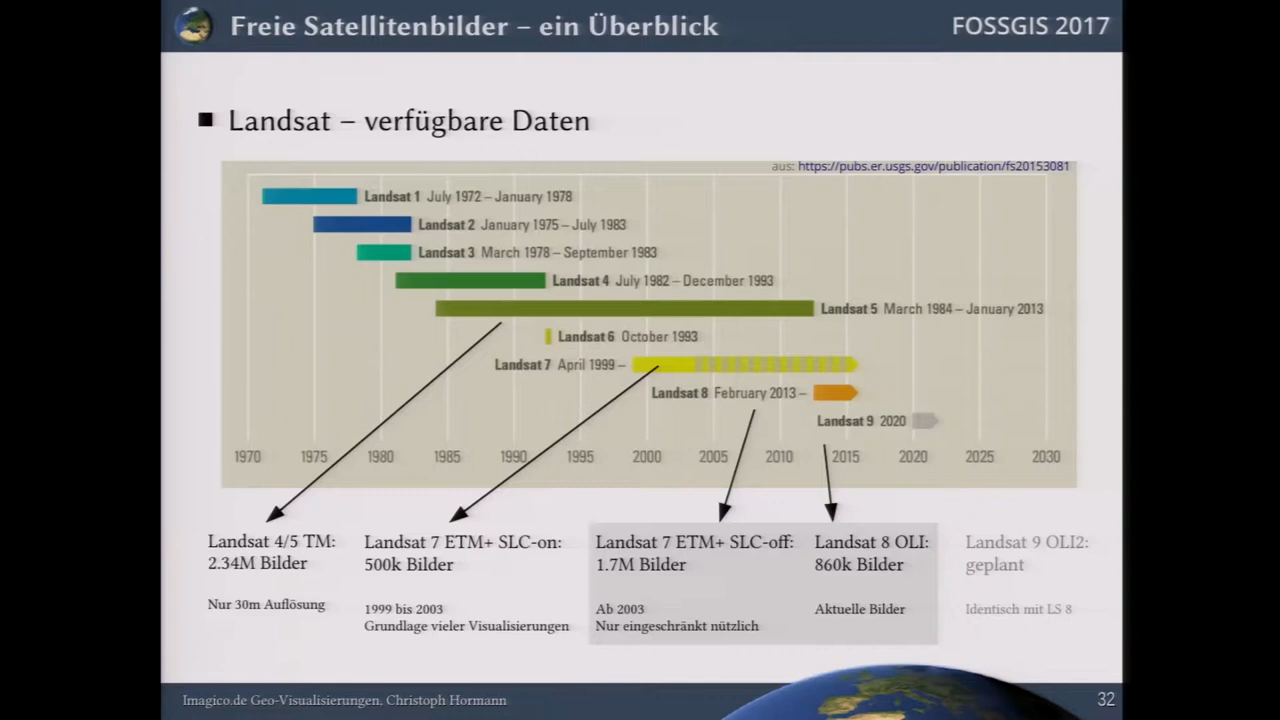 Freie Satellitenbilder – ein Überblick
FOSSGIS 2017
Landsat – verfügbare Daten
aus: https://pubs.er.usgs.gov/publication/fs20153081
Landsat 1 July 1972 – January 1978
Landsat 2 January 1975 – July 1983
Landsat 3 March 1978 – September 1983
Landsat 4 July 1982 – December 1993
Landsat 5 March 1984 – January 2013
Landsat 6 October 1993
Landsat 7 April 1999 –
Landsat 8 February 2013 –
Landsat 9 2020
1970 1975 1980 1985 1990 1995 2000 2005 2010 2015 2020 2025 2030
Landsat 4/5 TM:
2.34M Bilder
Nur 30m Auflösung
Landsat 7 ETM+ SLC-on:
500k Bilder
1999 bis 2003
Grundlage vieler Visualisierungen
Landsat 7 ETM+ SLC-off:
1.7M Bilder
Ab 2003
Nur eingeschränkt nützlich
Landsat 8 OLI:
860k Bilder
Aktuelle Bilder
Landsat 9 OLI2:
geplant
Identisch mit LS 8
Imagico.de Geo-Visualisierungen, Christoph Hormann
32